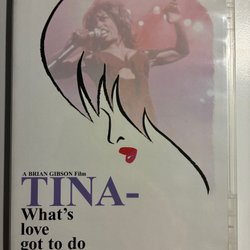 A BRIAN GIBSON Film
TINA-
What's
love
got to do